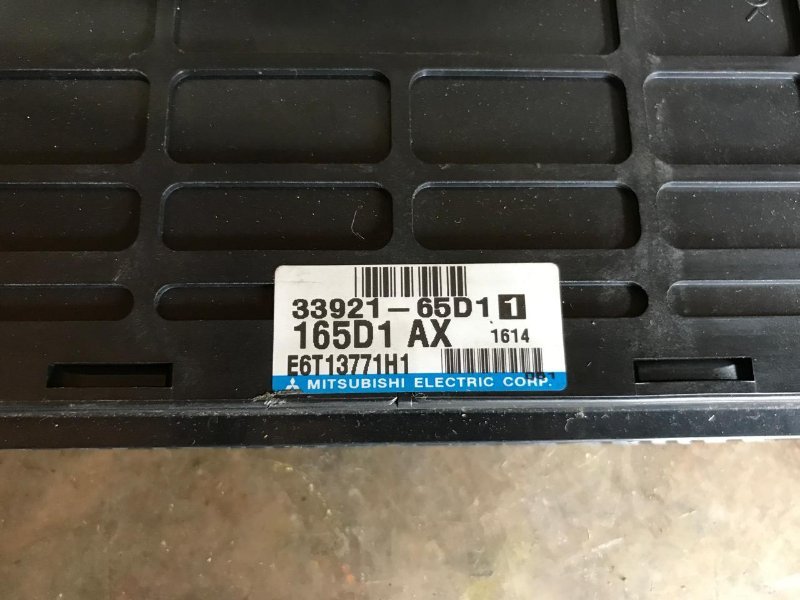 33921-65D1 1
165D1 AX 1614
E6T13771H1
MITSUBISHI ELECTRIC CORP.